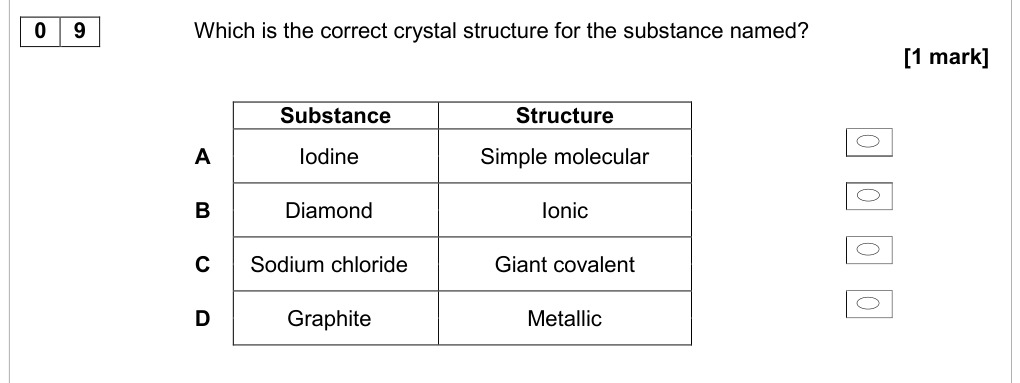 0 9 Which is the correct crystal structure for the substance named?
[1 mark]
Substance Structure
A Iodine Simple molecular
B Diamond Ionic
C Sodium chloride Giant covalent
D Graphite Metallic